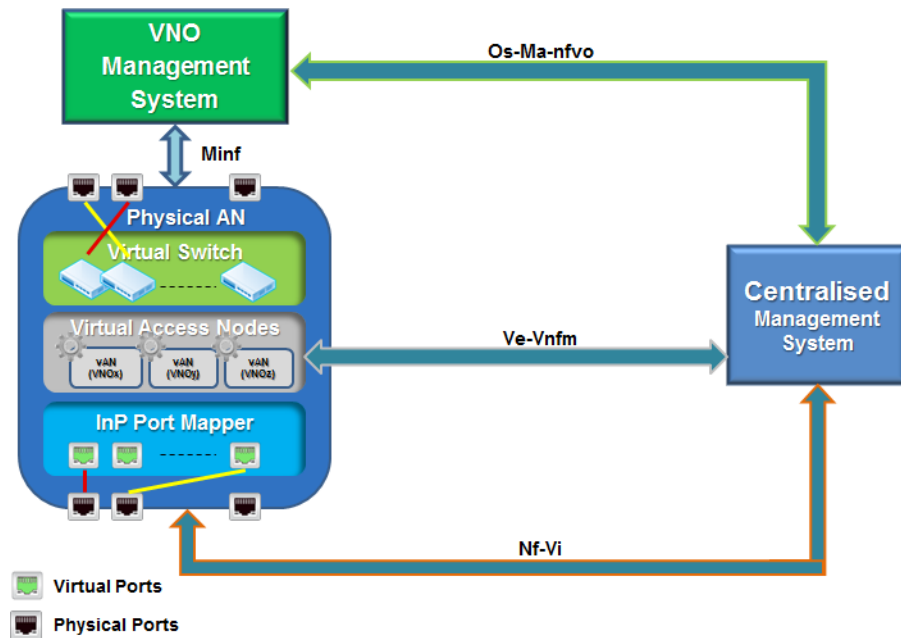 VNO
Management
System
Os-Ma-nfvo
Minf
Physical AN
Virtual Switch
Virtual Access Nodes
vAN
(VNOx)
vAN
(VNOy)
vAN
(VNOz)
Ve-Vnfm
Centralised
Management
System
InP Port Mapper
Nf-Vi
Virtual Ports
Physical Ports